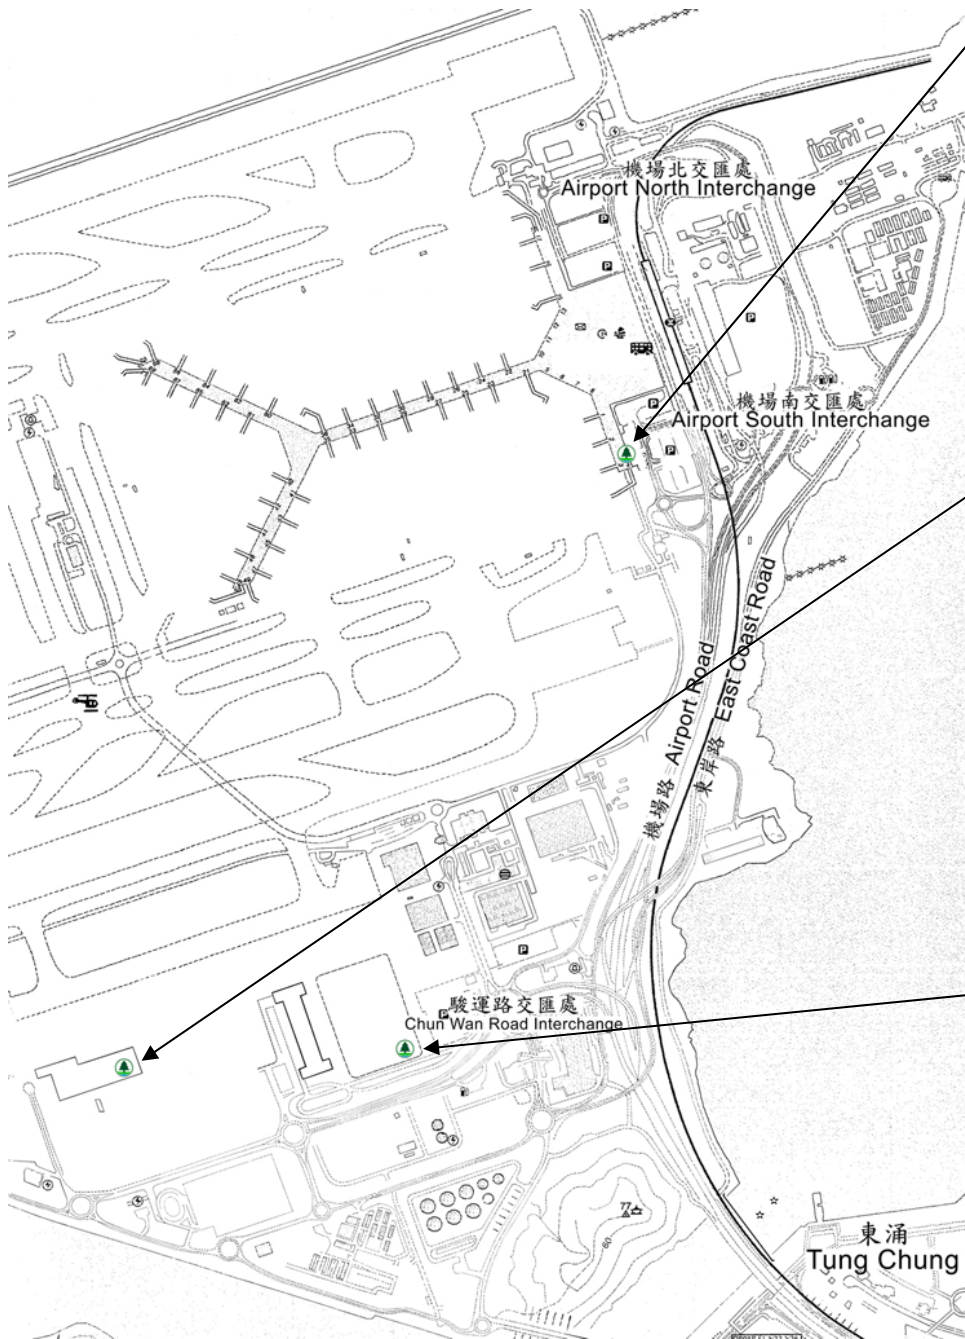 機場北交匯處
Airport North Interchange
P
P
P
P
機場南交匯處
Airport South Interchange
P
機場路 Airport Road
東岸路 East Coast Road
P
駿運路交匯處
P
Chun Wan Road Interchange
77
60
東涌
Tung Chung